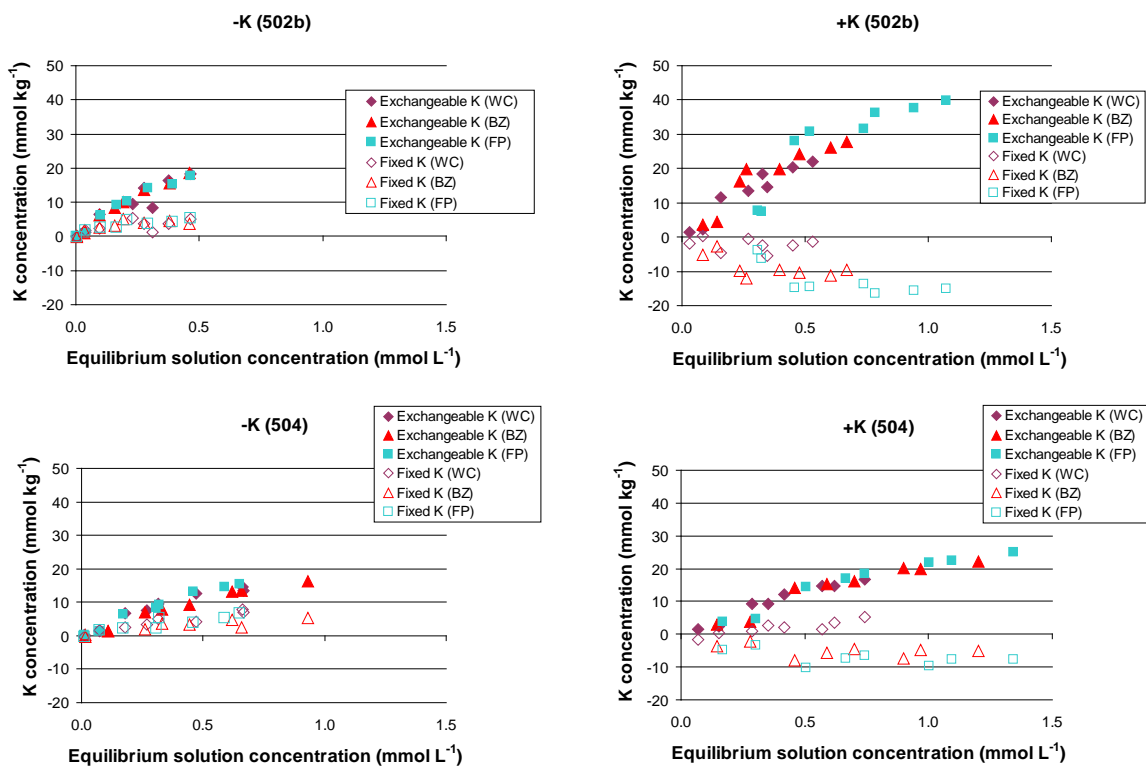 -K (502b)
K concentration (mmol kg-1)
50
40
30
20
10
0
-10
-20
0.0
0.5
1.0
1.5
Equilibrium solution concentration (mmol L-1)
Exchangeable K (WC)
Exchangeable K (BZ)
Exchangeable K (FP)
Fixed K (WC)
Fixed K (BZ)
Fixed K (FP)
+K (502b)
K concentration (mmol kg-1)
50
40
30
20
10
0
-10
-20
0.0
0.5
1.0
1.5
Equilibrium solution concentration (mmol L-1)
Exchangeable K (WC)
Exchangeable K (BZ)
Exchangeable K (FP)
Fixed K (WC)
Fixed K (BZ)
Fixed K (FP)
-K (504)
K concentration (mmol kg-1)
50
40
30
20
10
0
-10
-20
0.0
0.5
1.0
1.5
Equilibrium solution concentration (mmol L-1)
Exchangeable K (WC)
Exchangeable K (BZ)
Exchangeable K (FP)
Fixed K (WC)
Fixed K (BZ)
Fixed K (FP)
+K (504)
K concentration (mmol kg-1)
50
40
30
20
10
0
-10
-20
0.0
0.5
1.0
1.5
Equilibrium solution concentration (mmol L-1)
Exchangeable K (WC)
Exchangeable K (BZ)
Exchangeable K (FP)
Fixed K (WC)
Fixed K (BZ)
Fixed K (FP)